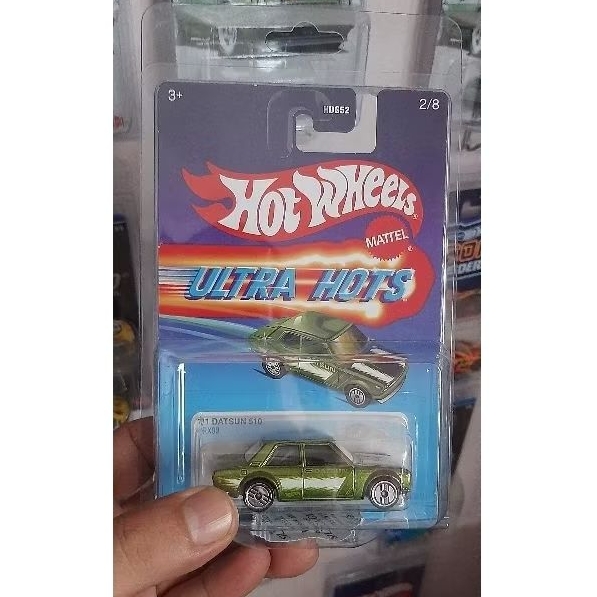 3+
HDG52
2/8
Hot Wheels
MATTEL
ULTRA HOTS
'71 DATSUN 510